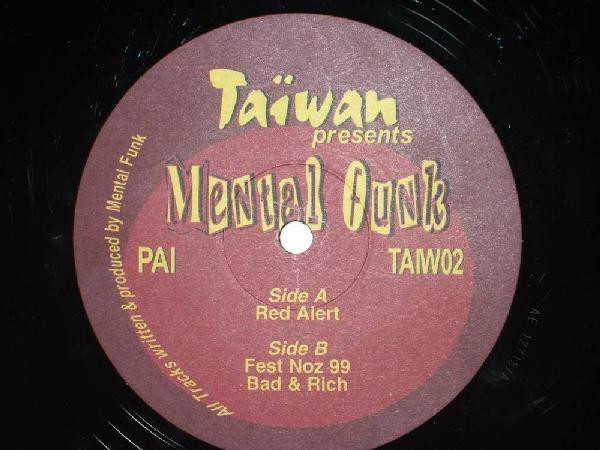 Taïwan
presents
Mental Funk
PAI
TAIW02
Side A
Red Alert
Side B
Fest Noz 99
Bad & Rich
All Tracks written & produced by Mental Funk